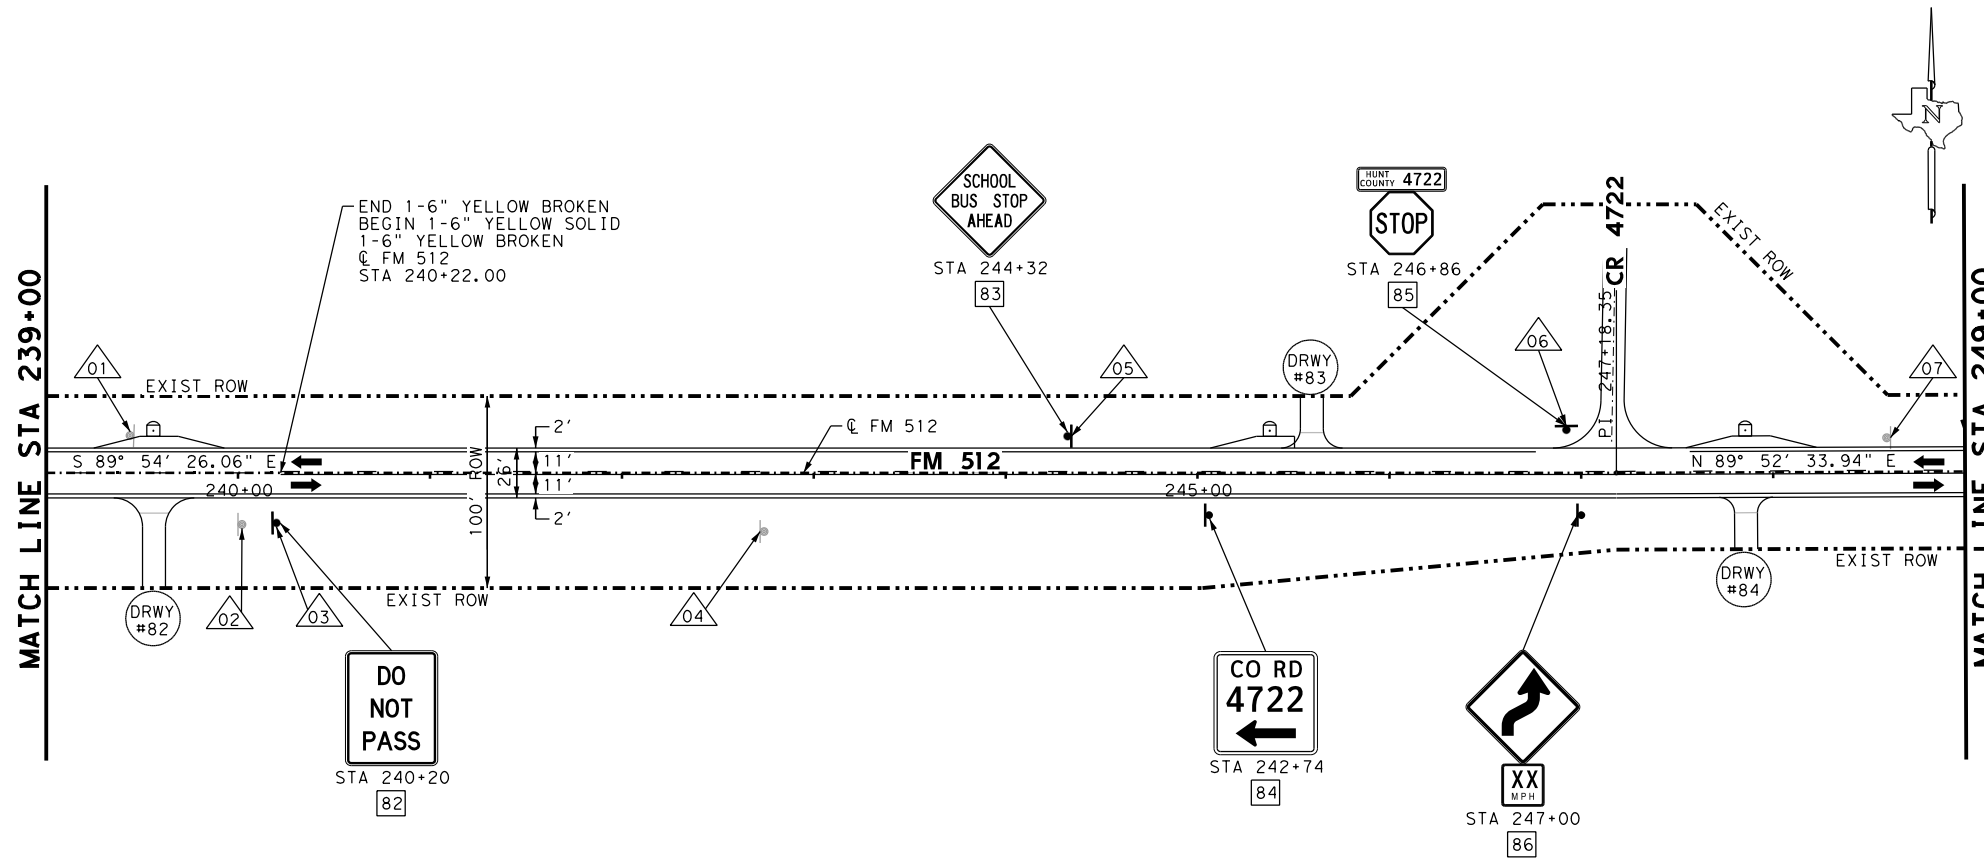 N
END 1-6" YELLOW BROKEN
BEGIN 1-6" YELLOW SOLID
1-6" YELLOW BROKEN
℄ FM 512
STA 240+22.00
SCHOOL
BUS STOP
AHEAD
STA 244+32
83
HUNT
COUNTY 4722
STOP
STA 246+86
85
CR 4722
PI 247+18.35
EXIST ROW
MATCH LINE STA 239+00
MATCH LINE STA 249+00
01
EXIST ROW
05
DRWY
#83
06
07
2'
11'
11'
2'
26'
100' ROW
℄ FM 512
S 89° 54' 26.06" E
FM 512
N 89° 52' 33.94" E
240+00
245+00
EXIST ROW
EXIST ROW
DRWY
#82
02
03
04
DRWY
#84
DO
NOT
PASS
STA 240+20
82
CO RD
4722
STA 242+74
84
XX
MPH
STA 247+00
86